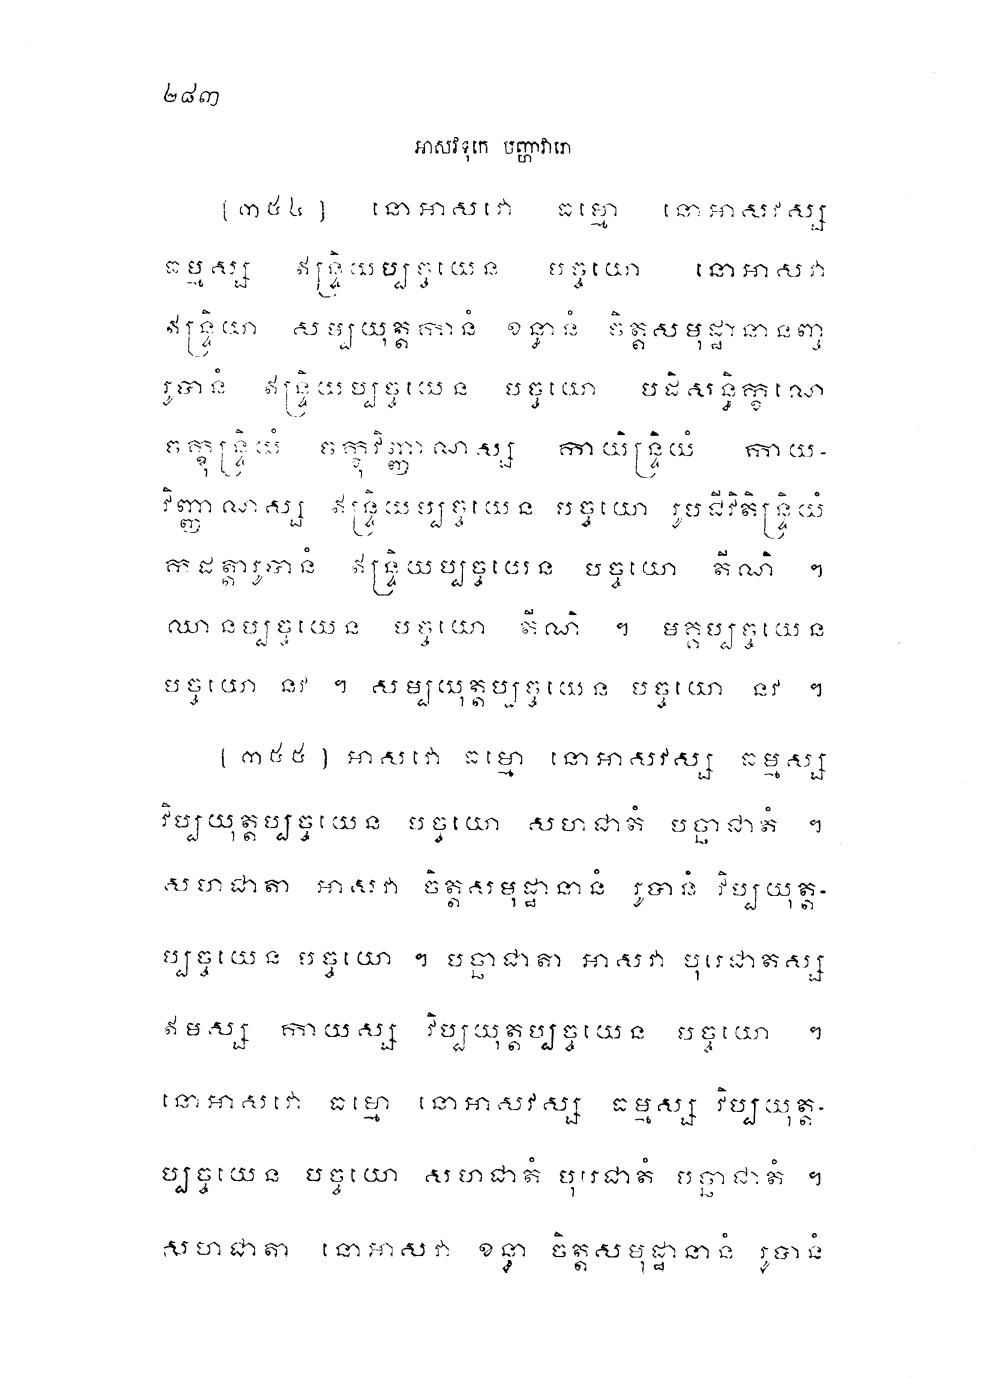 ២៨៣
អាសវទុកេ បញ្ហាវារោ
[៣៥៤] នោអាសវោ ធម្មោ នោអាសវស្ស
ធម្មស្ស ឥន្ទ្រិយប្បច្ចយេន បច្ចយោ នោអាសវា
ឥន្ទ្រិយា សម្បយុត្តកានំ ខន្ធានំ ចិត្តសមុដ្ឋានានញ្ច
រូបានំ ឥន្ទ្រិយប្បច្ចយេន បច្ចយោ បដិសន្ធិក្ខណេ
ចក្ខុន្ទ្រិយំ ចក្ខុវិញ្ញាណស្ស កាយិន្ទ្រិយំ កាយ-
វិញ្ញាណស្ស ឥន្ទ្រិយប្បច្ចយេន បច្ចយោ រូបជីវិតិន្ទ្រិយំ
កដត្តារូបានំ ឥន្ទ្រិយប្បច្ចយេន បច្ចយោ តីណិ ។
ឈានប្បច្ចយេន បច្ចយោ តីណិ ។ មគ្គប្បច្ចយេន
បច្ចយោ នវ ។ សម្បយុត្តប្បច្ចយេន បច្ចយោ នវ ។
[៣៥៥] អាសវោ ធម្មោ នោអាសវស្ស ធម្មស្ស
វិប្បយុត្តប្បច្ចយេន បច្ចយោ សហជាតំ បច្ឆាជាតំ ។
សហជាតា អាសវា ចិត្តសមុដ្ឋានានំ រូបានំ វិប្បយុត្ត-
ប្បច្ចយេន បច្ចយោ ។ បច្ឆាជាតា អាសវា បុរេជាតស្ស
ឥមស្ស កាយស្ស វិប្បយុត្តប្បច្ចយេន បច្ចយោ ។
នោអាសវោ ធម្មោ នោអាសវស្ស ធម្មស្ស វិប្បយុត្ត-
ប្បច្ចយេន បច្ចយោ សហជាតំ បុរេជាតំ បច្ឆាជាតំ ។
សហជាតា នោអាសវា ខន្ធា ចិត្តសមុដ្ឋានានំ រូបានំ